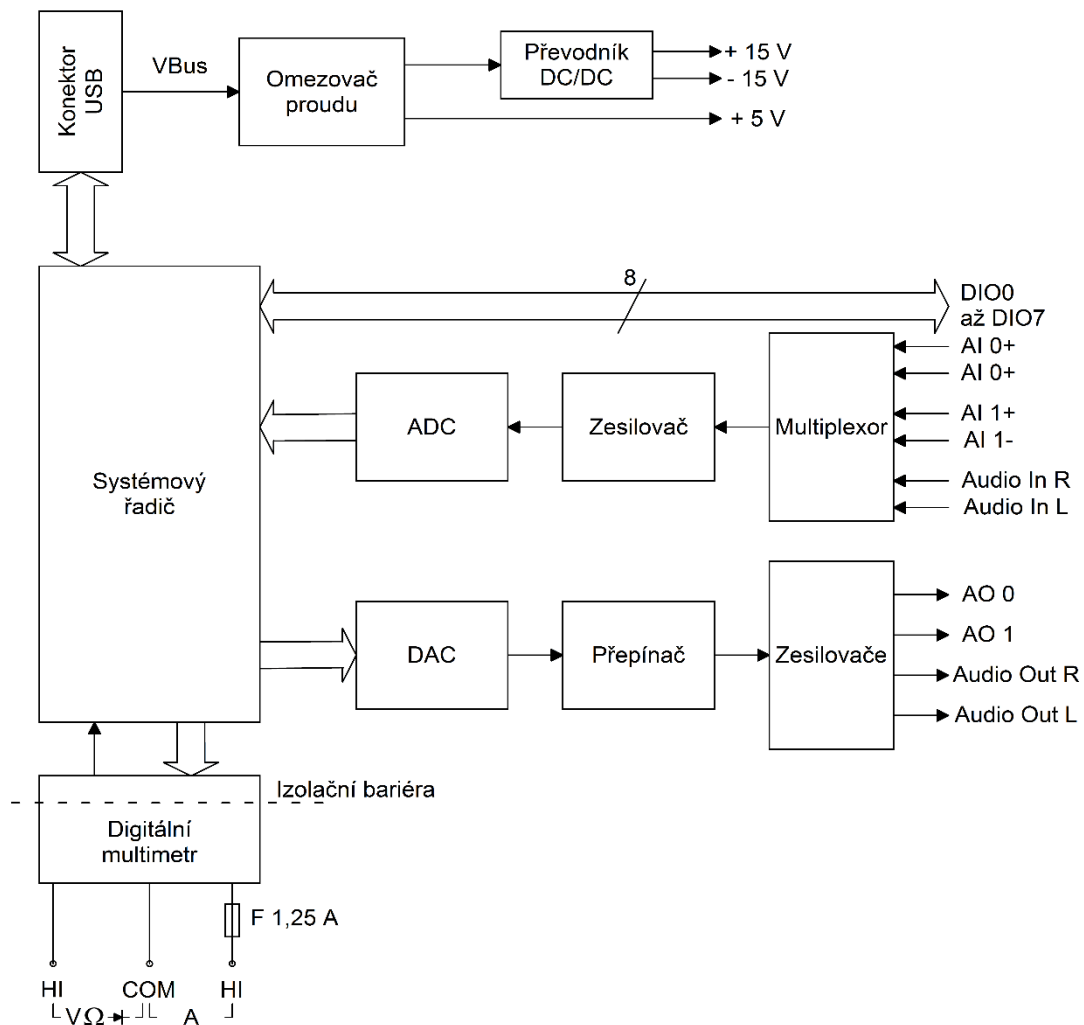 Konektor
USB
VBus
Omezovač
proudu
Převodník
DC/DC
+ 15 V
- 15 V
+ 5 V
8
DIO0
až DIO7
Systémový
řadič
ADC
Zesilovač
Multiplexor
AI 0+
AI 0+
AI 1+
AI 1-
Audio In R
Audio In L
DAC
Přepínač
Zesilovače
AO 0
AO 1
Audio Out R
Audio Out L
Izolační bariéra
Digitální
multimetr
F 1,25 A
HI COM HI
VΩ A